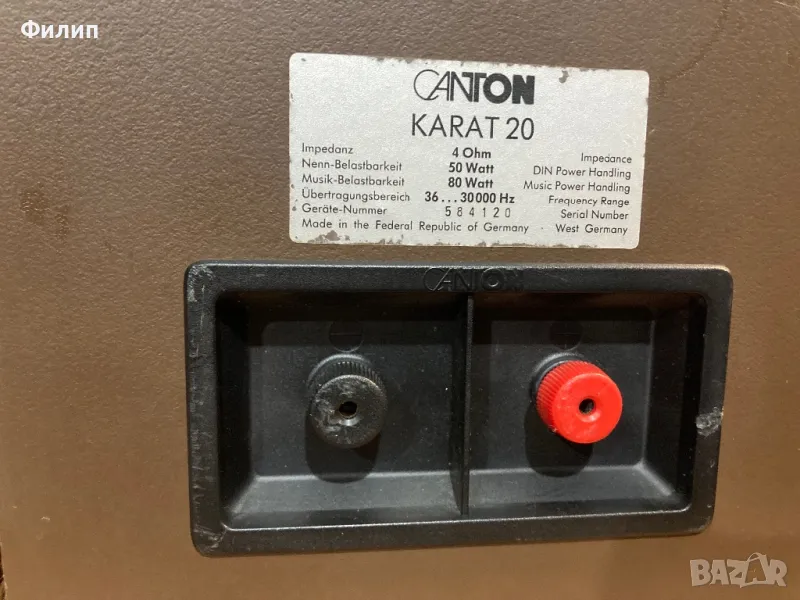 Филип
CANTON
KARAT 20
Impedanz 4 Ohm Impedance
Nenn-Belastbarkeit 50 Watt DIN Power Handling
Musik-Belastbarkeit 80 Watt Music Power Handling
Übertragungsbereich 36...30000 Hz Frequency Range
Geräte-Nummer 584120 Serial Number
Made in the Federal Republic of Germany - West Germany
CANTON
BAZAR